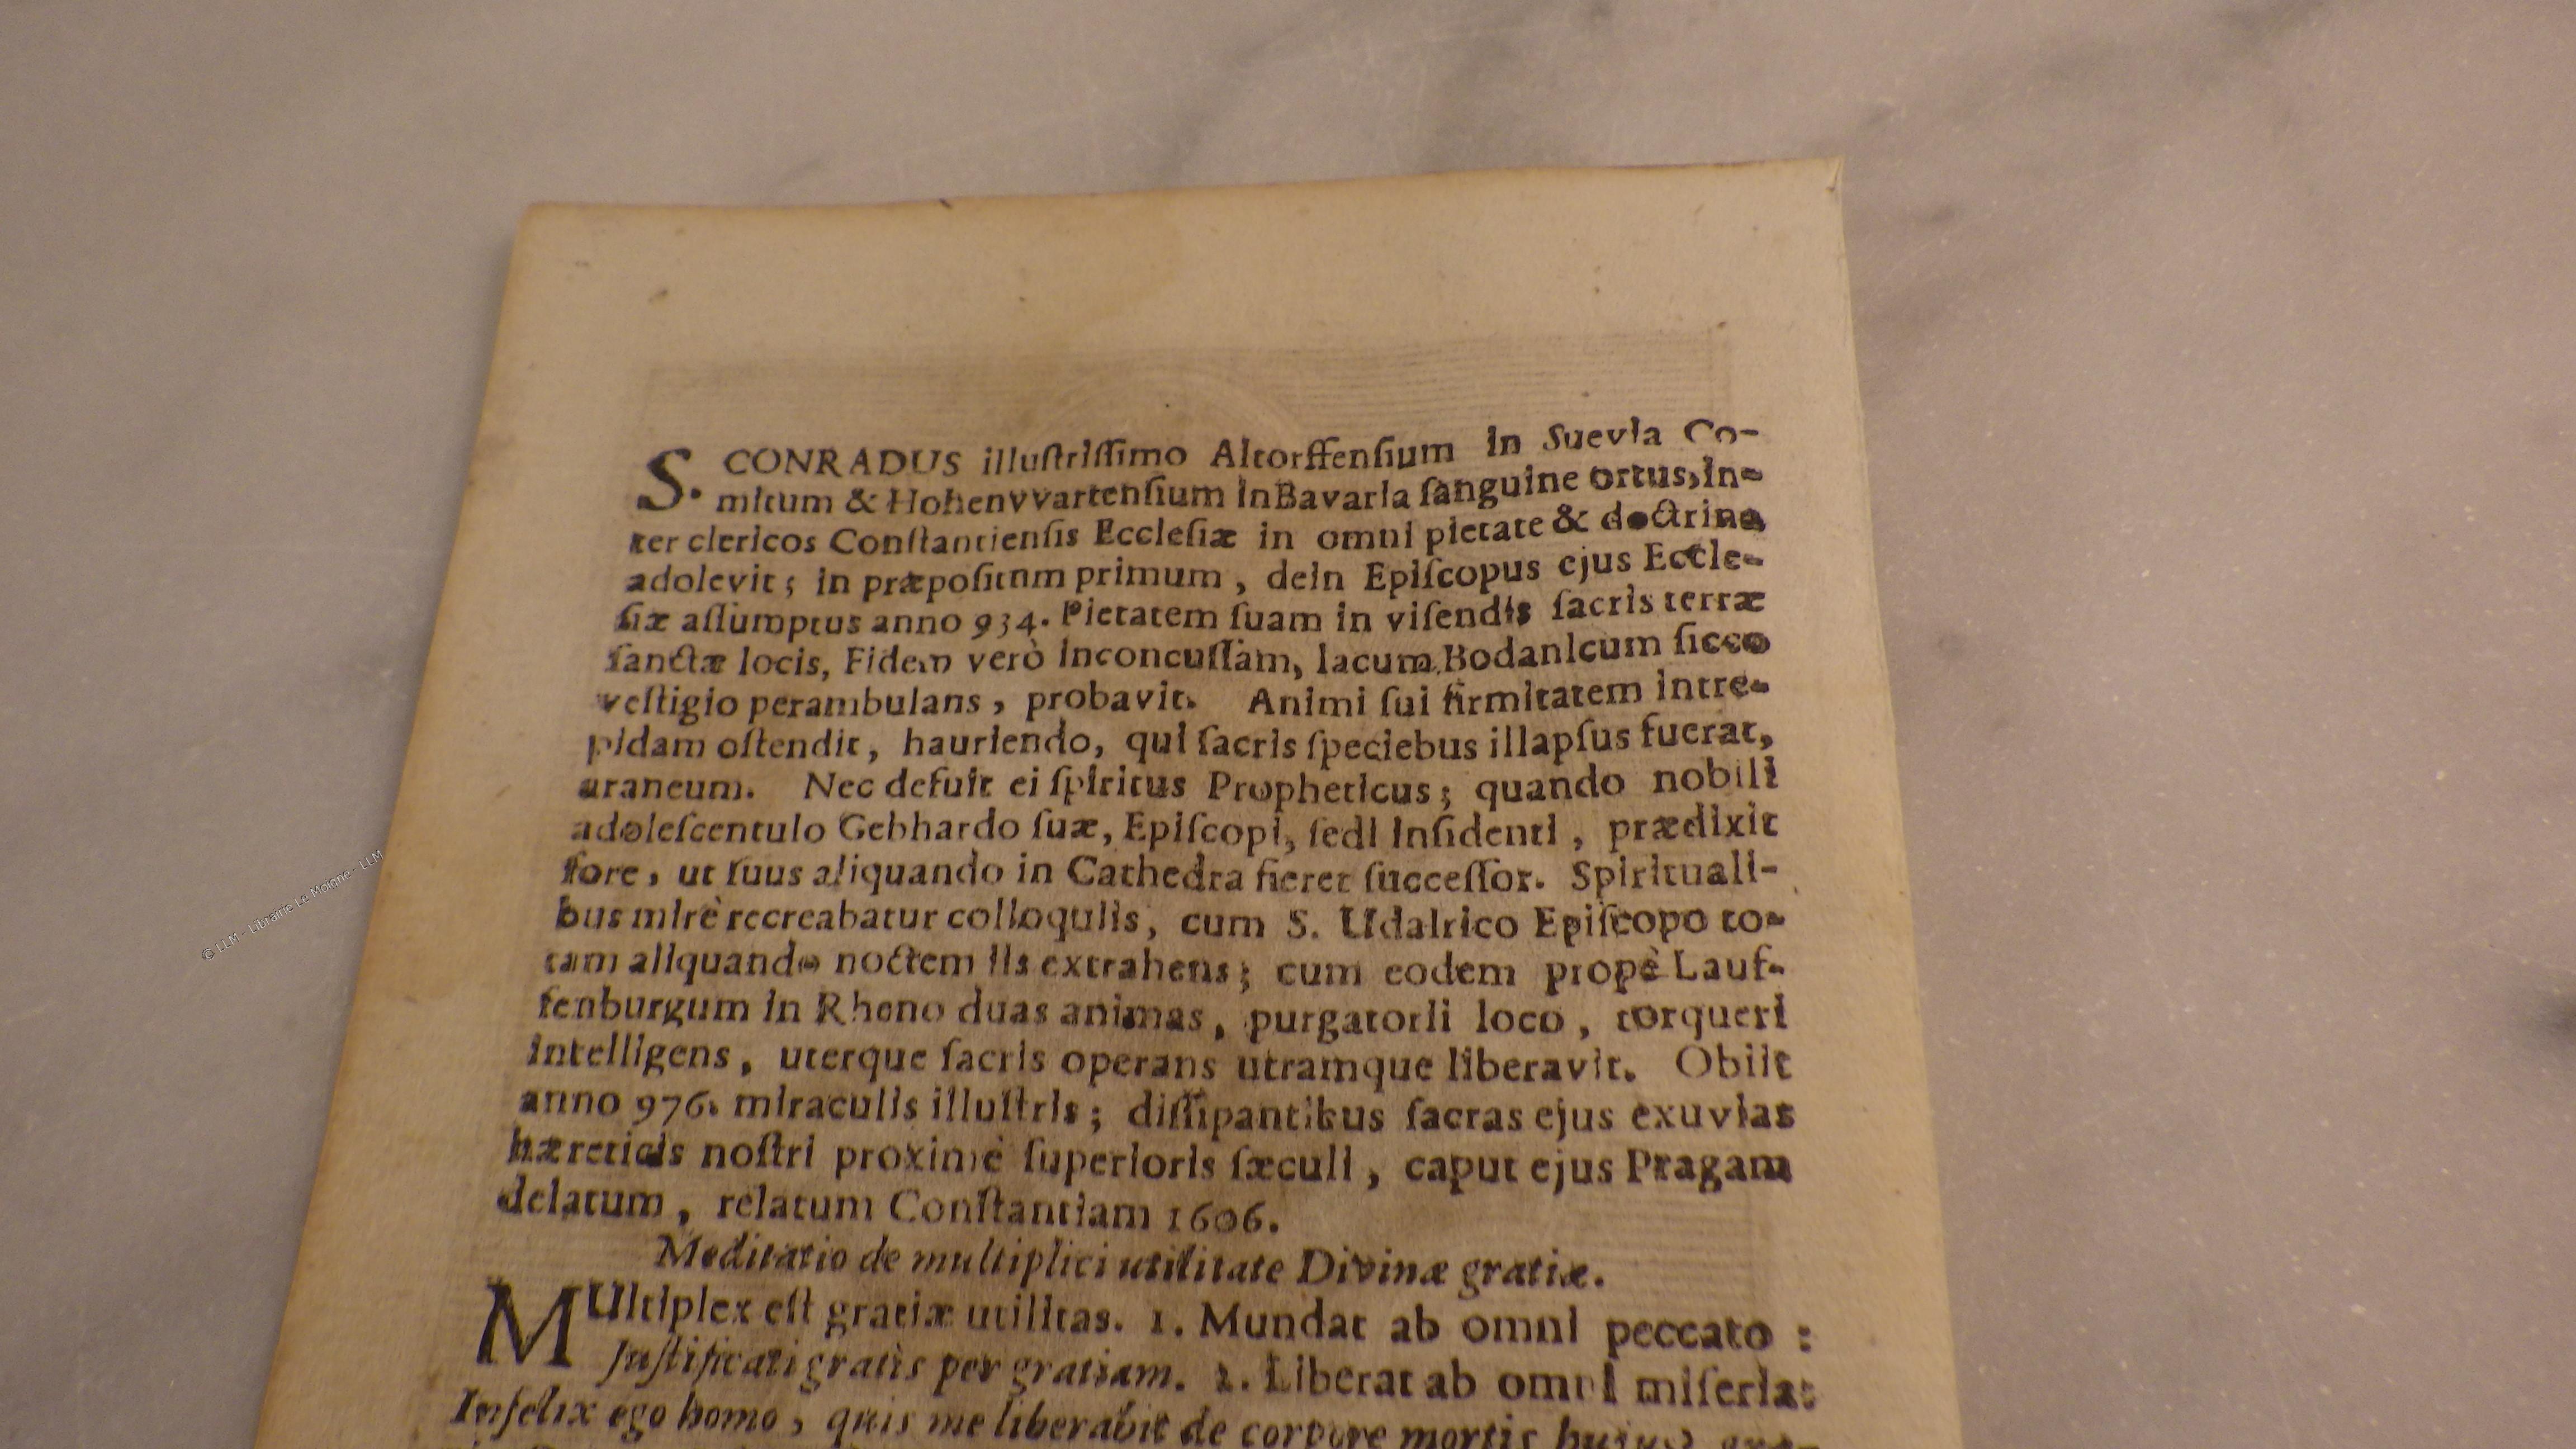 S. CONRADUS illuſtriſſimo Altorffenſium in Suevia Co-
mitum & Hohenvvartenſium in Bavaria ſanguine ortus, in-
ter clericos Conſtantienſis Eccleſiæ in omni pietate & doctrina
adolevit; in præpoſitnm primum, dein Epiſcopus ejus Eccle-
ſiæ aſſumptus anno 934. Pietatem ſuam in viſendis ſacris terræ
ſanctæ locis, Fidem verò inconcuſſam, lacum Bodanicum ſicco
veſtigio perambulans, probavit. Animi ſui firmitatem intre-
pidam oſtendit, hauriendo, qui ſacris ſpeciebus illapſus fuerat,
araneum. Nec defuit ei ſpiritus Propheticus; quando nobili
adoleſcentulo Gebhardo ſuæ, Epiſcopi, ſedi inſidenti, prædixit
fore, ut ſuus aliquando in Cathedra fieret ſucceſſor. Spirituali-
bus mirè recreabatur colloquiis, cum S. Udalrico Epiſcopo to-
tam aliquando noctem iis extrahens; cum eodem propè Lauf-
fenburgum in Rheno duas animas, purgatorii loco, torqueri
intelligens, uterque ſacris operans utramque liberavit. Obiit
anno 976. miraculis illuſtris; diſſipantibus ſacras ejus exuvias
hæreticis noſtri proximè ſuperioris ſæculi, caput ejus Pragam
delatum, relatum Conſtantiam 1606.
Meditatio de multiplici utilitate Divinæ gratiæ.
MUltiplex eſt gratiæ utilitas. 1. Mundat ab omni peccato :
Juſtificati gratìs per gratiam. 2. Liberat ab omni miſeria:
Infelix ego homo, quis me liberabit de corpore mortis hujus?
© LLM - Librairie Le Moigne - LLM